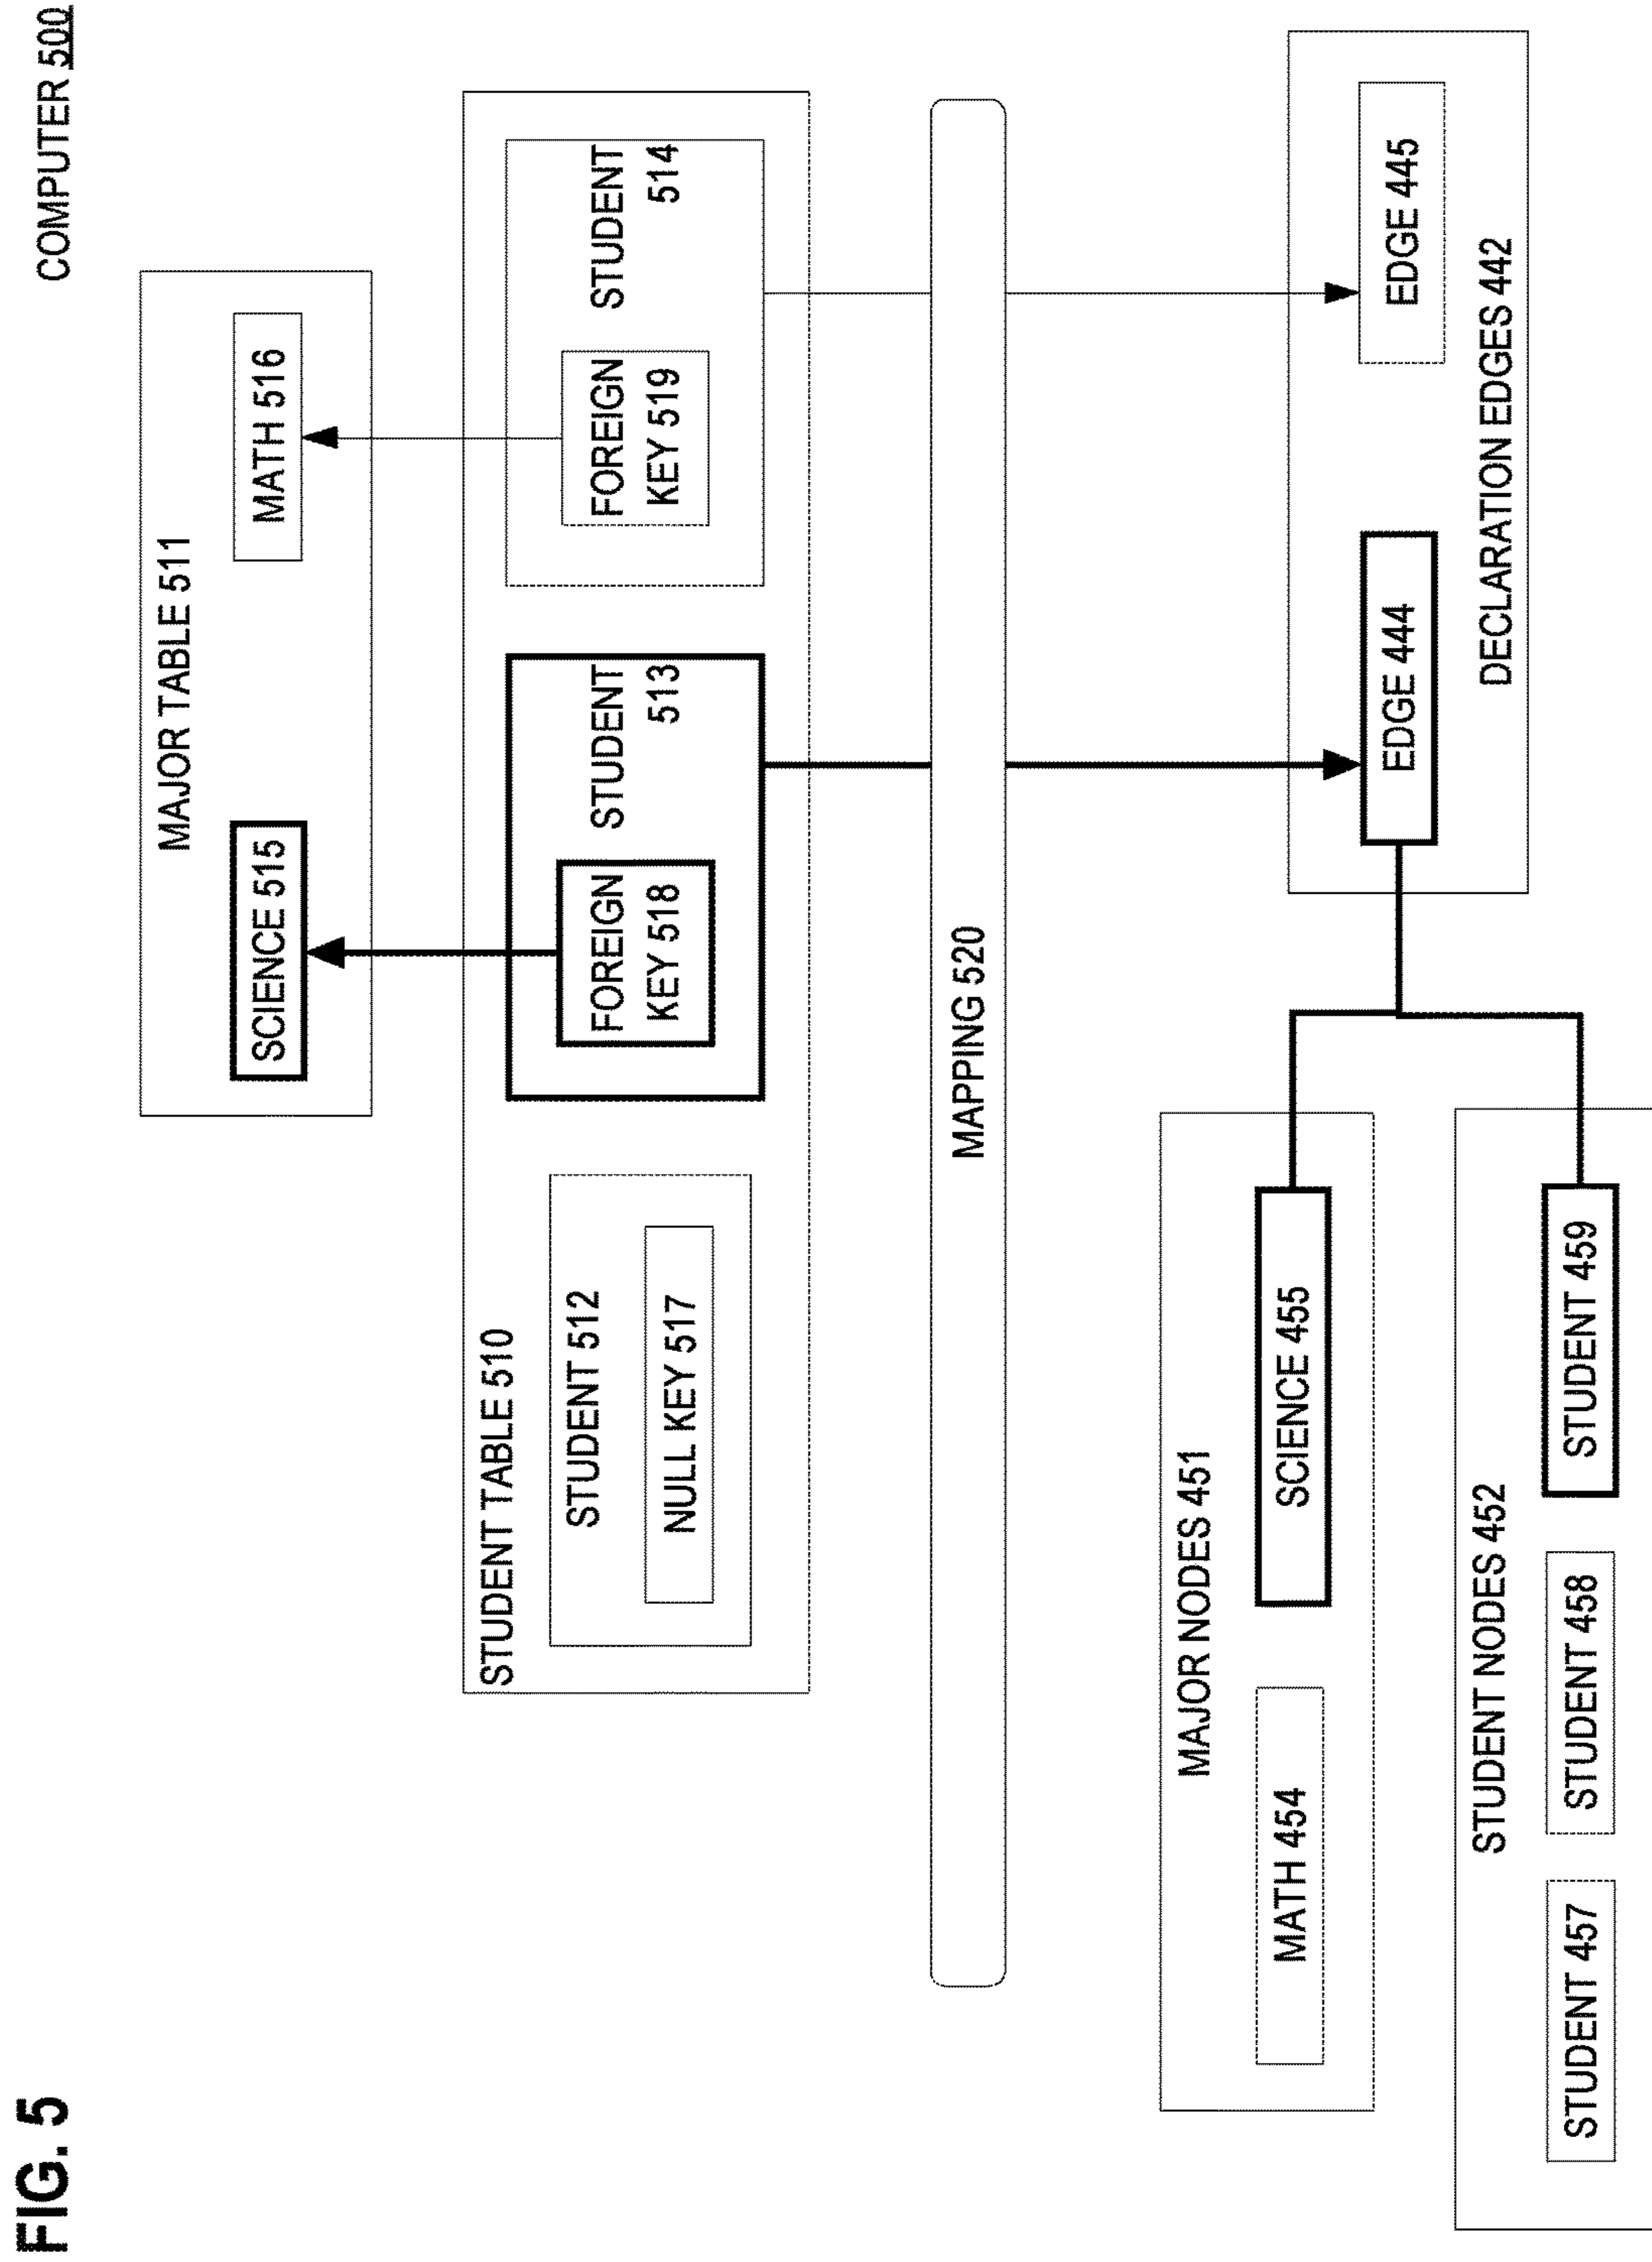 FIG. 5
COMPUTER 500
MAJOR TABLE 511
SCIENCE 515
MATH 516
STUDENT TABLE 510
STUDENT 512
NULL KEY 517
FOREIGN
KEY 518
STUDENT
513
FOREIGN
KEY 519
STUDENT
514
MAPPING 520
MAJOR NODES 451
MATH 454
SCIENCE 455
STUDENT NODES 452
STUDENT 457
STUDENT 458
STUDENT 459
EDGE 444
EDGE 445
DECLARATION EDGES 442